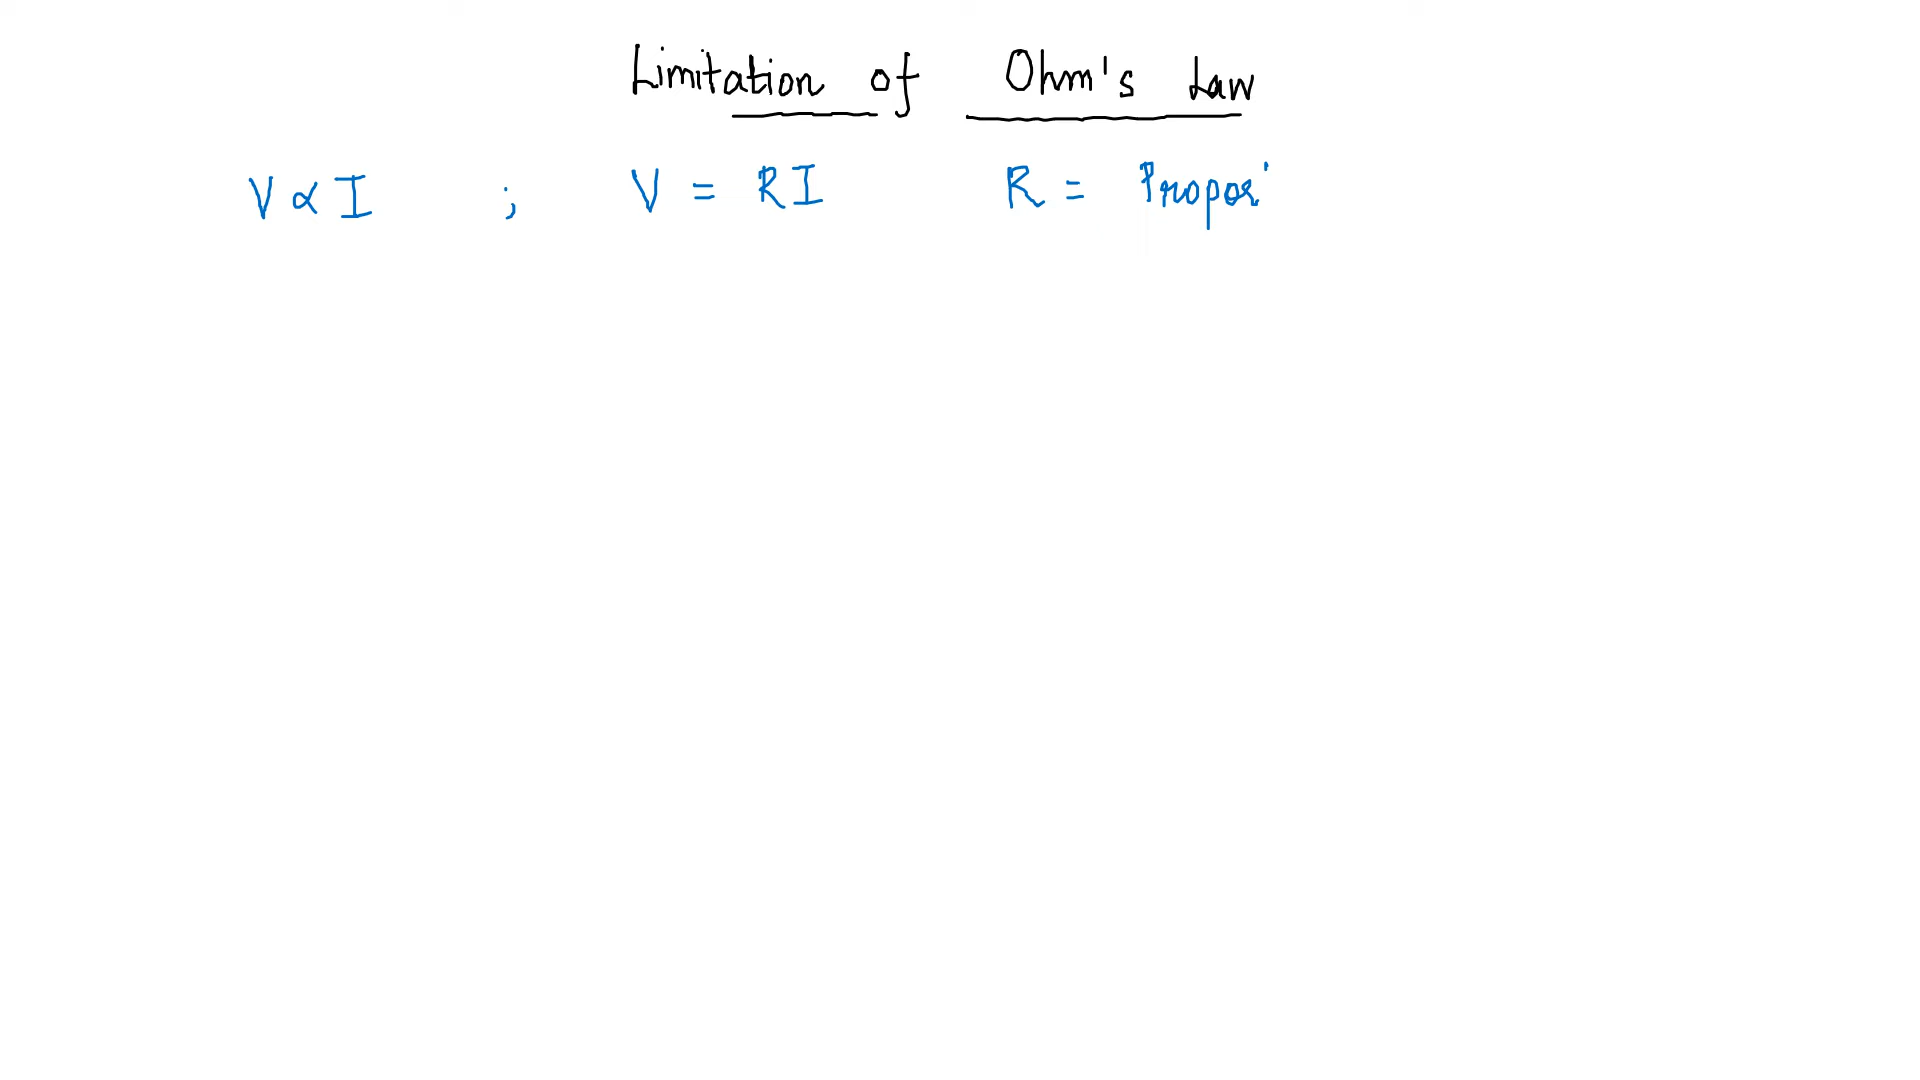 Limitation of Ohm's Law
V ∝ I ; V = RI R = Propor